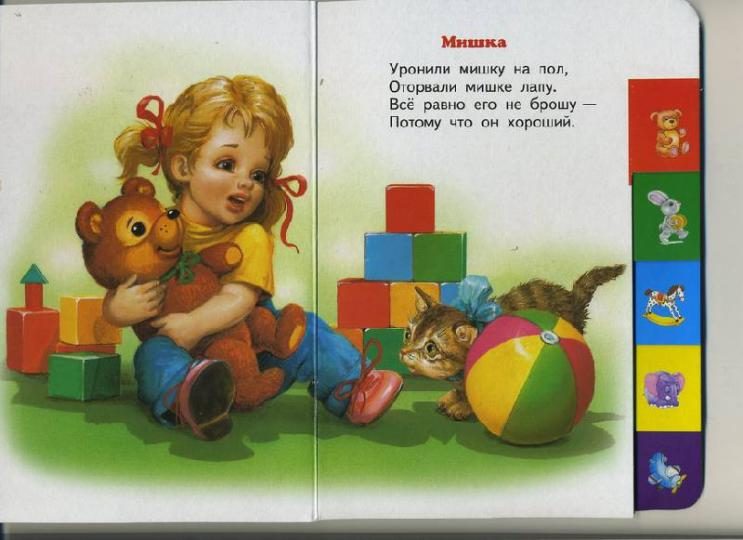 Мишка
Уронили мишку на пол,
Оторвали мишке лапу.
Всё равно его не брошу —
Потому что он хороший.